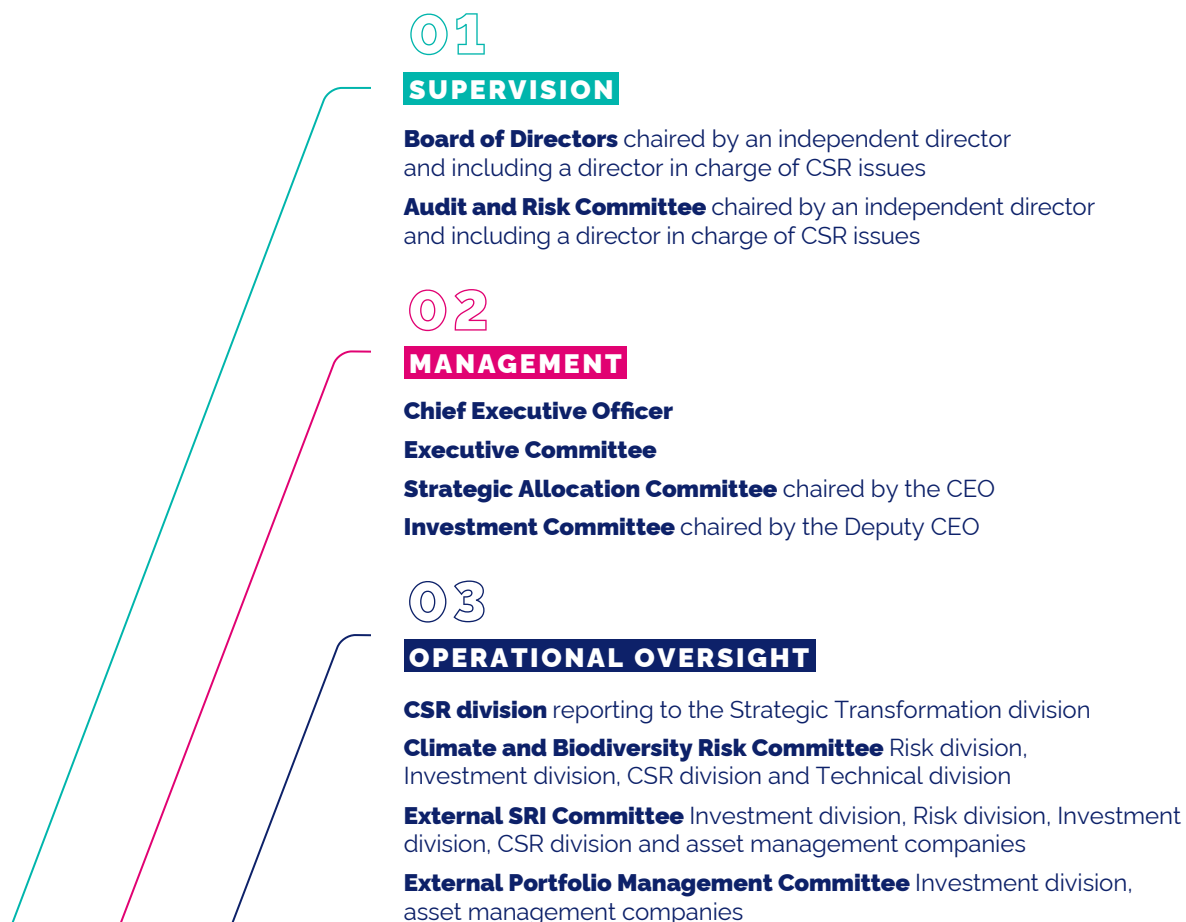 01
SUPERVISION
Board of Directors chaired by an independent director
and including a director in charge of CSR issues
Audit and Risk Committee chaired by an independent director
and including a director in charge of CSR issues
02
MANAGEMENT
Chief Executive Officer
Executive Committee
Strategic Allocation Committee chaired by the CEO
Investment Committee chaired by the Deputy CEO
03
OPERATIONAL OVERSIGHT
CSR division reporting to the Strategic Transformation division
Climate and Biodiversity Risk Committee Risk division,
Investment division, CSR division and Technical division
External SRI Committee Investment division, Risk division, Investment
division, CSR division and asset management companies
External Portfolio Management Committee Investment division,
asset management companies